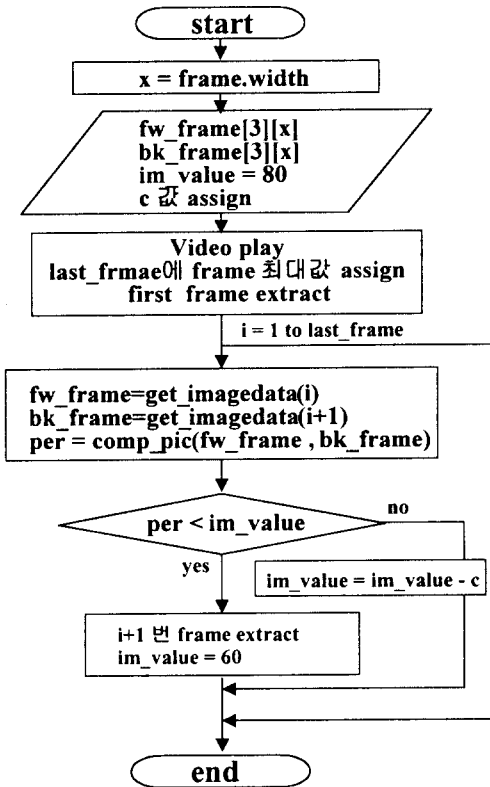 start
x = frame.width
fw_frame[3][x]
bk_frame[3][x]
im_value = 80
c 값 assign
Video play
last_frmae에 frame 최대값 assign
first frame extract
i = 1 to last_frame
fw_frame=get_imagedata(i)
bk_frame=get_imagedata(i+1)
per = comp_pic(fw_frame , bk_frame)
per < im_value
no
yes
im_value = im_value - c
i+1 번 frame extract
im_value = 60
end